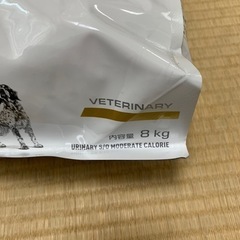 VETERINARY
内容量 8 kg
URINARY S/O MODERATE CALORIE